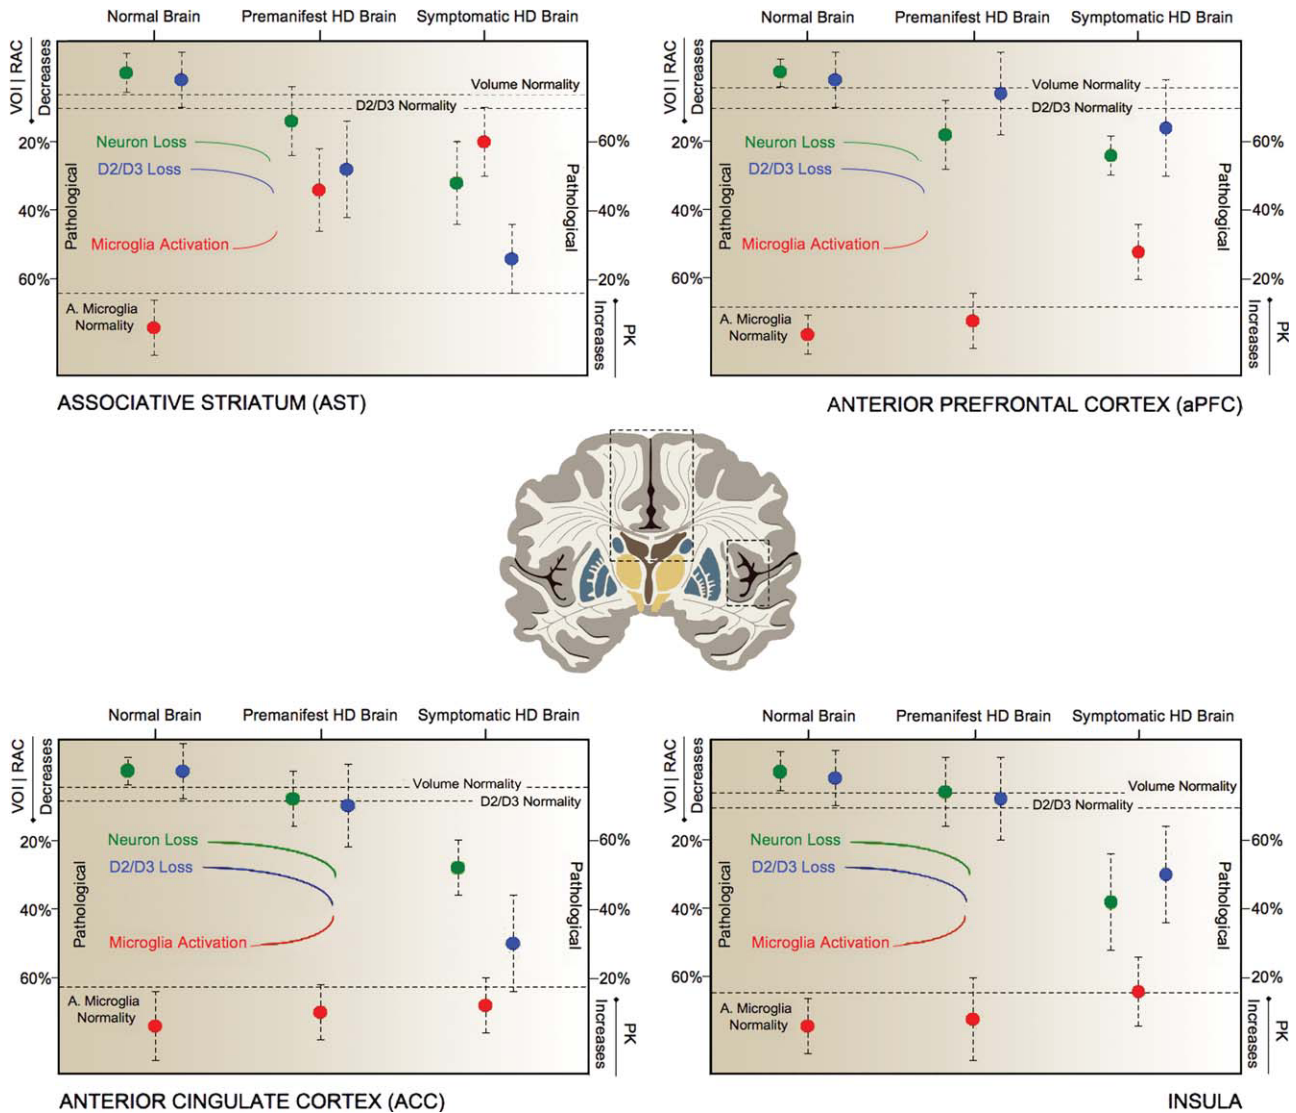 Normal Brain Premanifest HD Brain Symptomatic HD Brain
VOI | RAC
Decreases
Volume Normality
D2/D3 Normality
20%
40%
60%
Pathological
Neuron Loss
D2/D3 Loss
Microglia Activation
A. Microglia
Normality
60%
40%
20%
Pathological
Increases
PK
ASSOCIATIVE STRIATUM (AST)
Normal Brain Premanifest HD Brain Symptomatic HD Brain
VOI | RAC
Decreases
Volume Normality
D2/D3 Normality
20%
40%
60%
Pathological
Neuron Loss
D2/D3 Loss
Microglia Activation
A. Microglia
Normality
60%
40%
20%
Pathological
Increases
PK
ANTERIOR PREFRONTAL CORTEX (aPFC)
Normal Brain Premanifest HD Brain Symptomatic HD Brain
VOI | RAC
Decreases
Volume Normality
D2/D3 Normality
20%
40%
60%
Pathological
Neuron Loss
D2/D3 Loss
Microglia Activation
A. Microglia
Normality
60%
40%
20%
Pathological
Increases
PK
ANTERIOR CINGULATE CORTEX (ACC)
Normal Brain Premanifest HD Brain Symptomatic HD Brain
VOI | RAC
Decreases
Volume Normality
D2/D3 Normality
20%
40%
60%
Pathological
Neuron Loss
D2/D3 Loss
Microglia Activation
A. Microglia
Normality
60%
40%
20%
Pathological
Increases
PK
INSULA